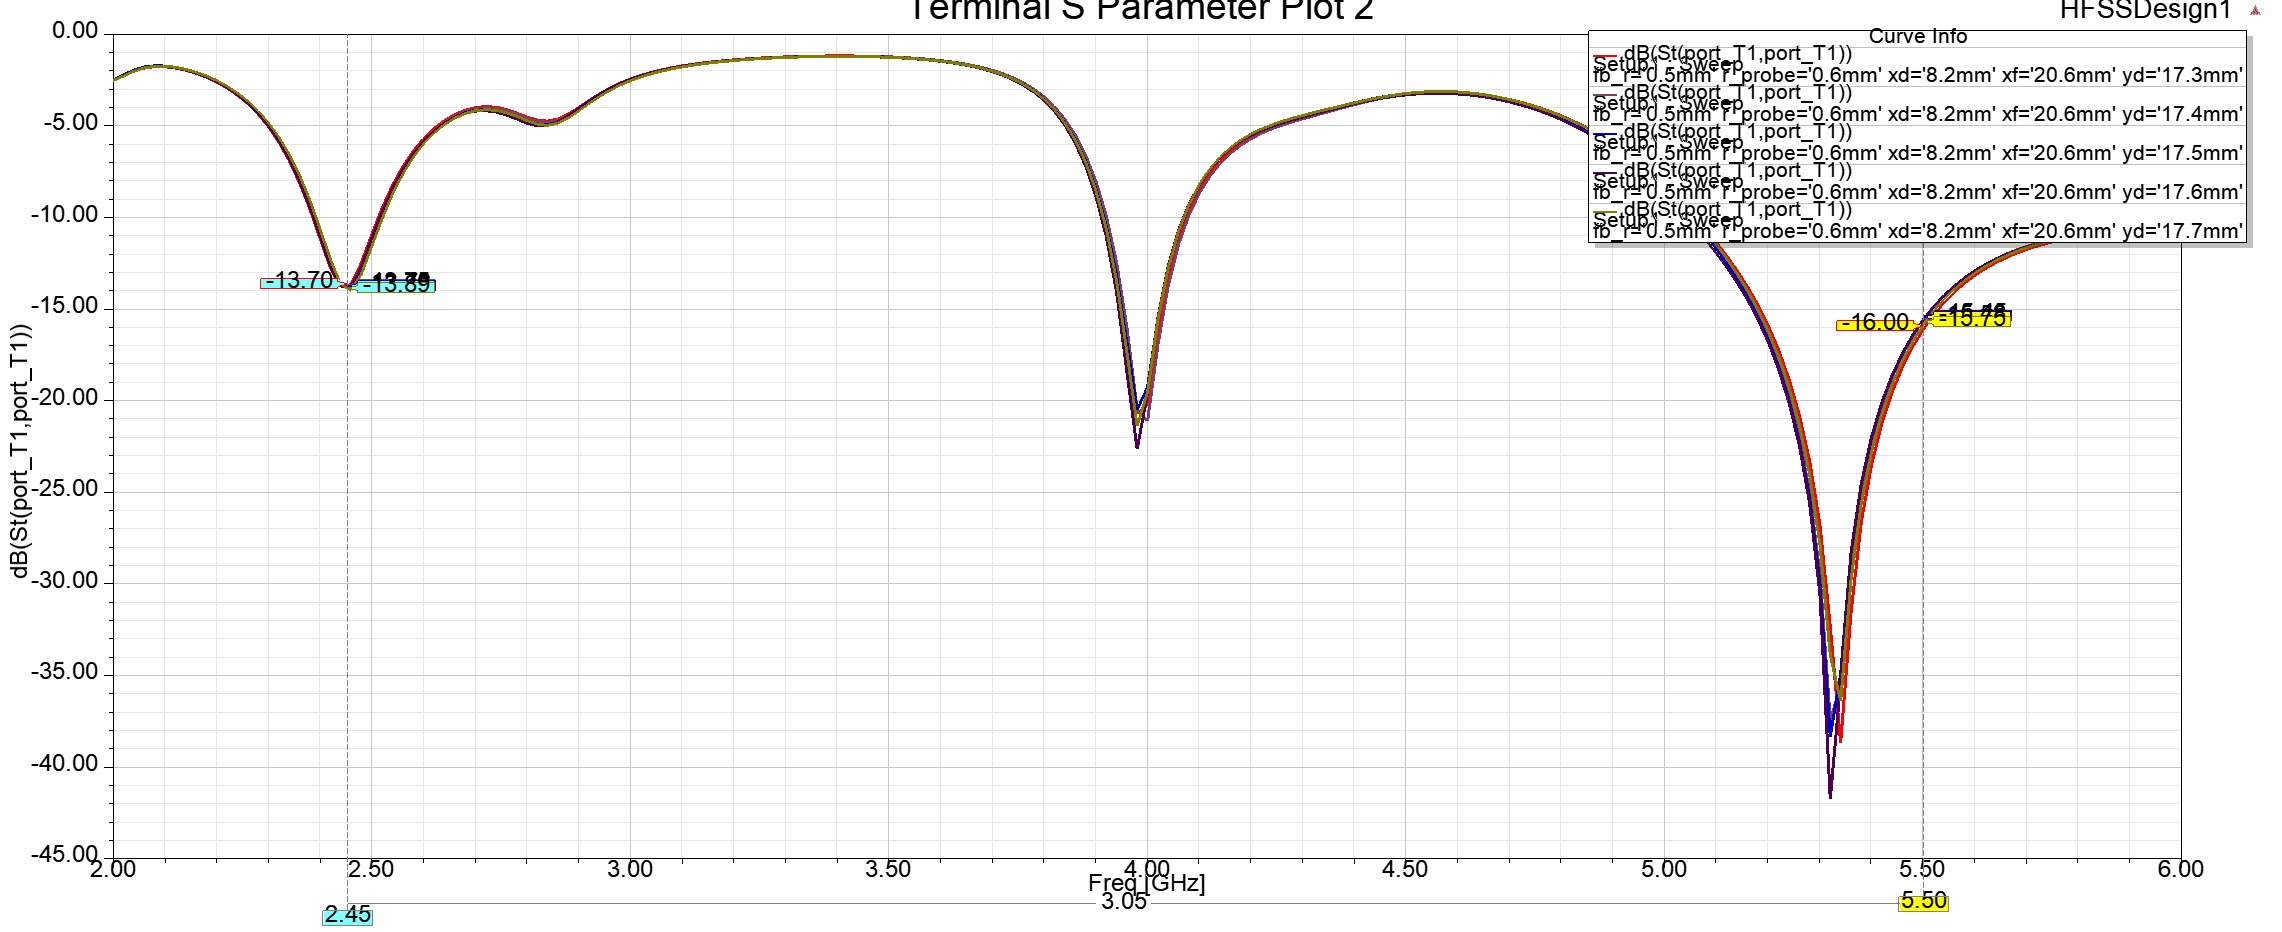 Terminal S Parameter Plot 2
HFSSDesign1
Curve Info
dB(St(port_T1,port_T1))
Setup1 : Sweep
fb_r='0.5mm' r_probe='0.6mm' xd='8.2mm' xf='20.6mm' yd='17.3mm'
dB(St(port_T1,port_T1))
Setup1 : Sweep
fb_r='0.5mm' r_probe='0.6mm' xd='8.2mm' xf='20.6mm' yd='17.4mm'
dB(St(port_T1,port_T1))
Setup1 : Sweep
fb_r='0.5mm' r_probe='0.6mm' xd='8.2mm' xf='20.6mm' yd='17.5mm'
dB(St(port_T1,port_T1))
Setup1 : Sweep
fb_r='0.5mm' r_probe='0.6mm' xd='8.2mm' xf='20.6mm' yd='17.6mm'
dB(St(port_T1,port_T1))
Setup1 : Sweep
fb_r='0.5mm' r_probe='0.6mm' xd='8.2mm' xf='20.6mm' yd='17.7mm'
dB(St(port_T1,port_T1))
0.00
-5.00
-10.00
-15.00
-20.00
-25.00
-30.00
-35.00
-40.00
-45.00
-13.70
-13.89
-16.00
-15.75
2.00 2.50 3.00 3.50 4.00 4.50 5.00 5.50 6.00
Freq [GHz]
3.05
2.45
5.50